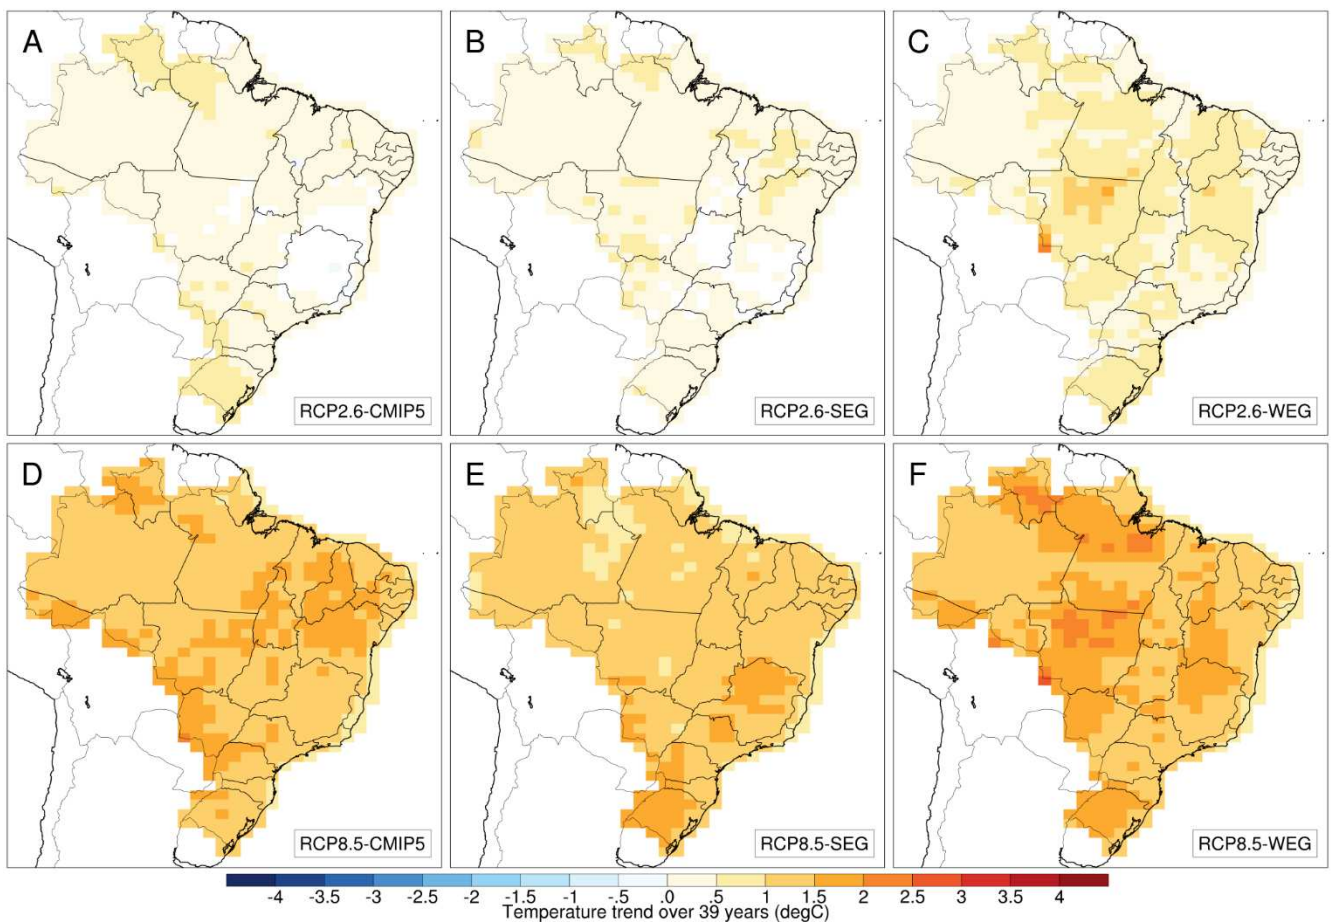 A
B
C
RCP2.6-CMIP5
RCP2.6-SEG
RCP2.6-WEG
D
E
F
RCP8.5-CMIP5
RCP8.5-SEG
RCP8.5-WEG
-4 -3.5 -3 -2.5 -2 -1.5 -1 -.5 .0 .5 1 1.5 2 2.5 3 3.5 4
Temperature trend over 39 years (degC)